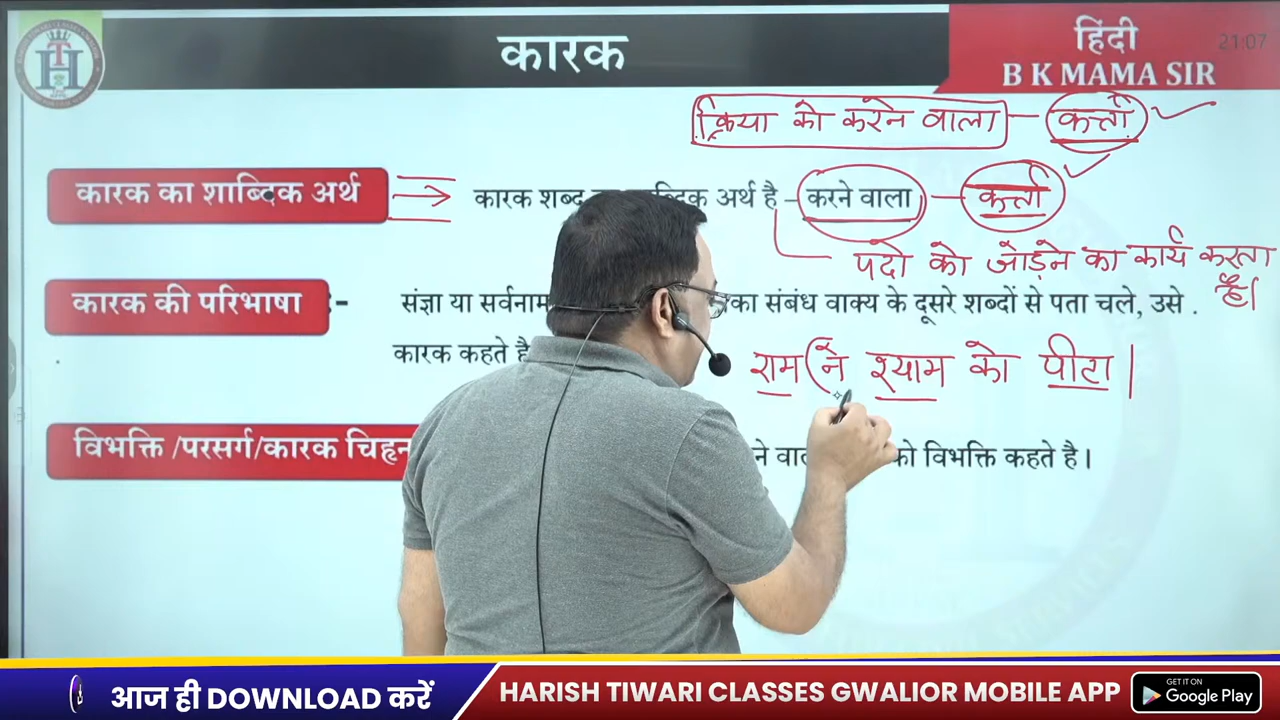 कारक
हिंदी
21:07
B K MAMA SIR
क्रिया को करने वाला — कर्त्ता
कारक का शाब्दिक अर्थ
कारक शब्द अर्थ है – करने वाला — कर्त्ता
पदो को जोड़ने का कार्य करता है।
कारक की परिभाषा :-
संज्ञा या सर्वनाम संबंध वाक्य के दूसरे शब्दों से पता चले, उसे .
कारक कहते है
राम ने श्याम को पीटा |
विभक्ति /परसर्ग/कारक चिहृन
को विभक्ति कहते है ।
आज ही DOWNLOAD करें
HARISH TIWARI CLASSES GWALIOR MOBILE APP
GET IT ON
Google Play